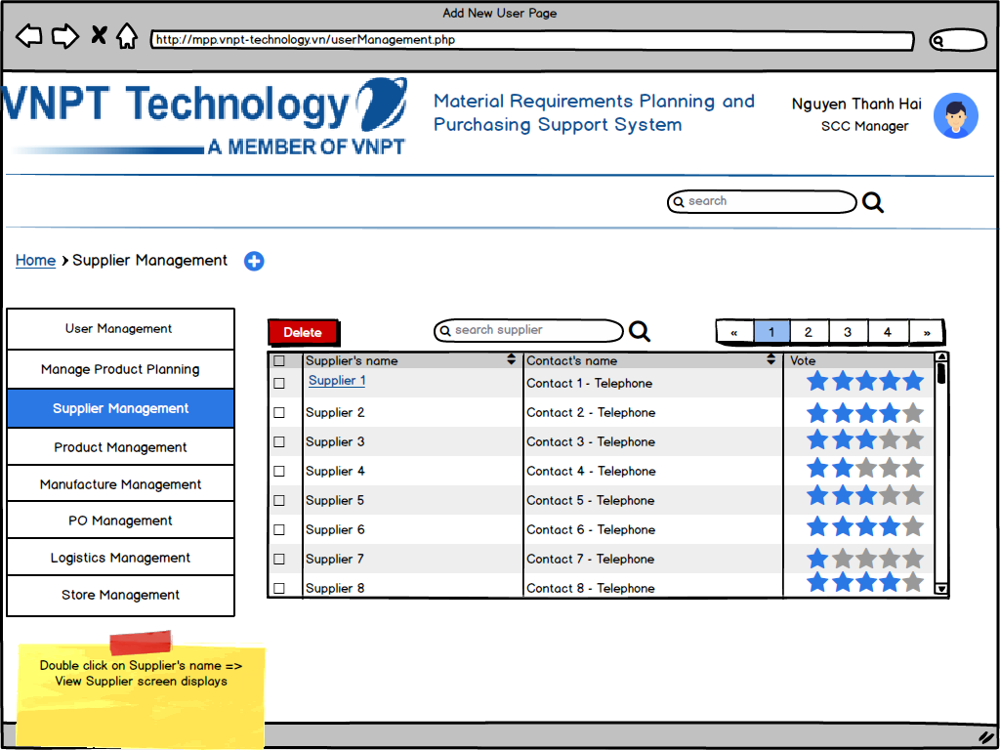 Add New User Page
http://mpp.vnpt-technology.vn/userManagement.php
VNPT Technology
A MEMBER OF VNPT
Material Requirements Planning and
Purchasing Support System
Nguyen Thanh Hai
SCC Manager
search
Home › Supplier Management
User Management
Manage Product Planning
Supplier Management
Product Management
Manufacture Management
PO Management
Logistics Management
Store Management
Delete
search supplier
« 1 2 3 4 »
Supplier's name Contact's name Vote
Supplier 1 Contact 1 - Telephone
Supplier 2 Contact 2 - Telephone
Supplier 3 Contact 3 - Telephone
Supplier 4 Contact 4 - Telephone
Supplier 5 Contact 5 - Telephone
Supplier 6 Contact 6 - Telephone
Supplier 7 Contact 7 - Telephone
Supplier 8 Contact 8 - Telephone
Double click on Supplier's name =>
View Supplier screen displays